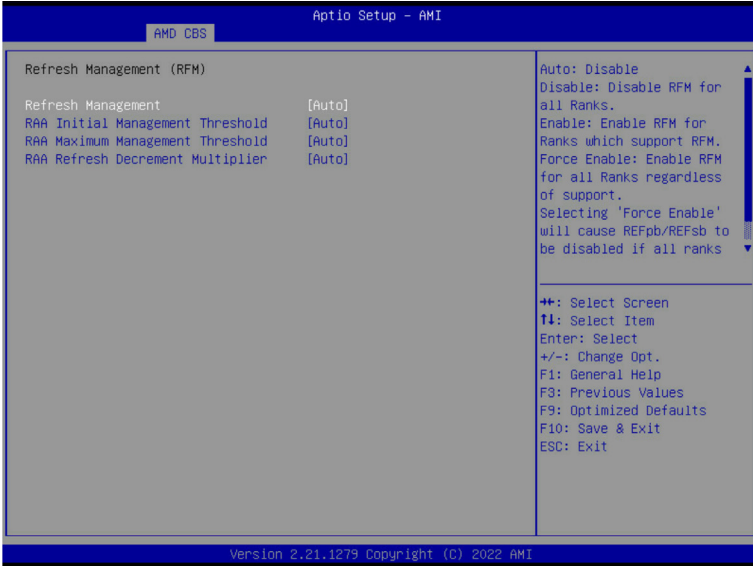 Aptio Setup - AMI
AMD CBS
Refresh Management (RFM)
Refresh Management [Auto]
RAA Initial Management Threshold [Auto]
RAA Maximum Management Threshold [Auto]
RAA Refresh Decrement Multiplier [Auto]
Auto: Disable
Disable: Disable RFM for
all Ranks.
Enable: Enable RFM for
Ranks which support RFM.
Force Enable: Enable RFM
for all Ranks regardless
of support.
Selecting 'Force Enable'
will cause REFpb/REFsb to
be disabled if all ranks
→←: Select Screen
↑↓: Select Item
Enter: Select
+/-: Change Opt.
F1: General Help
F3: Previous Values
F9: Optimized Defaults
F10: Save & Exit
ESC: Exit
Version 2.21.1279 Copyright (C) 2022 AMI